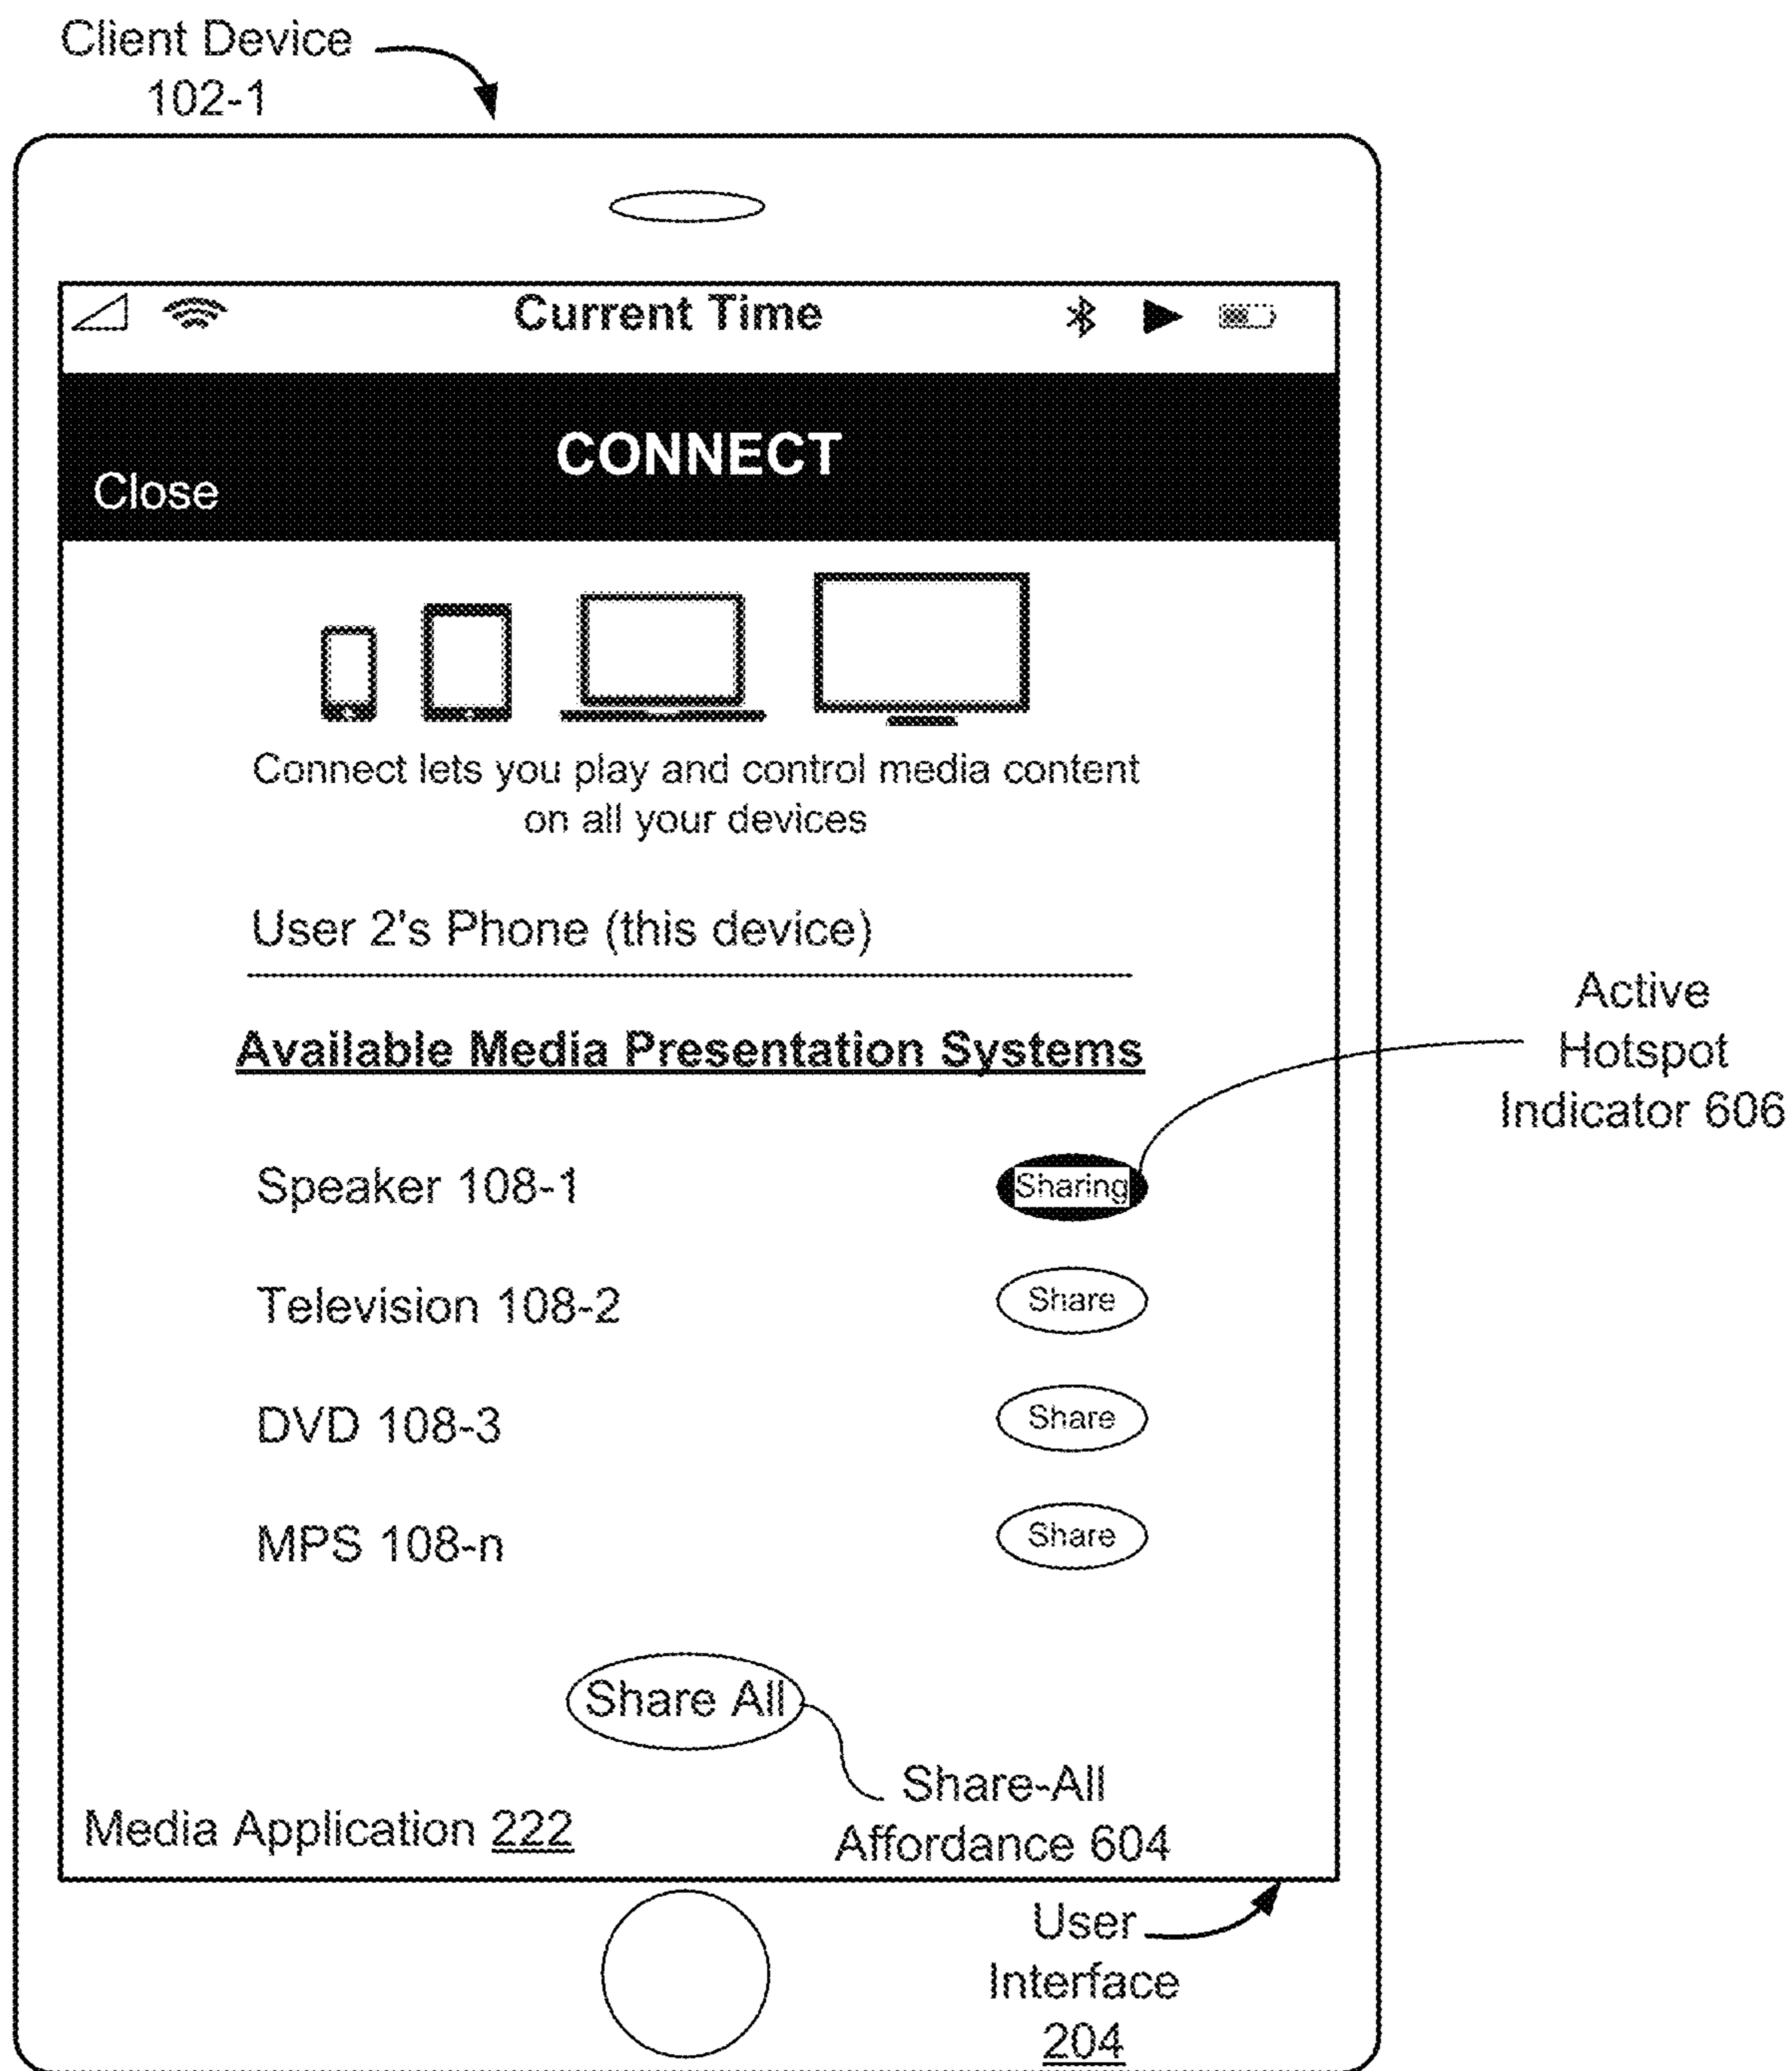 Client Device
102-1
Current Time
CONNECT
Close
Connect lets you play and control media content
on all your devices
User 2's Phone (this device)
Available Media Presentation Systems
Active
Hotspot
Indicator 606
Speaker 108-1
Sharing
Television 108-2
Share
DVD 108-3
Share
MPS 108-n
Share
Share All
Share-All
Affordance 604
Media Application 222
User
Interface
204